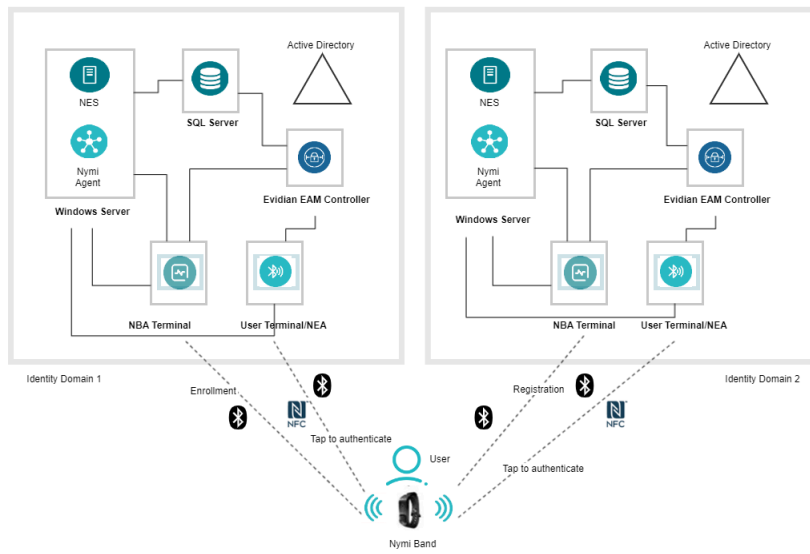 Active Directory
NES
SQL Server
Nymi
Agent
Windows Server
Evidian EAM Controller
NBA Terminal
User Terminal/NEA
Identity Domain 1
Active Directory
NES
SQL Server
Nymi
Agent
Windows Server
Evidian EAM Controller
NBA Terminal
User Terminal/NEA
Identity Domain 2
Enrollment
NFC
Tap to authenticate
Registration
NFC
Tap to authenticate
User
Nymi Band